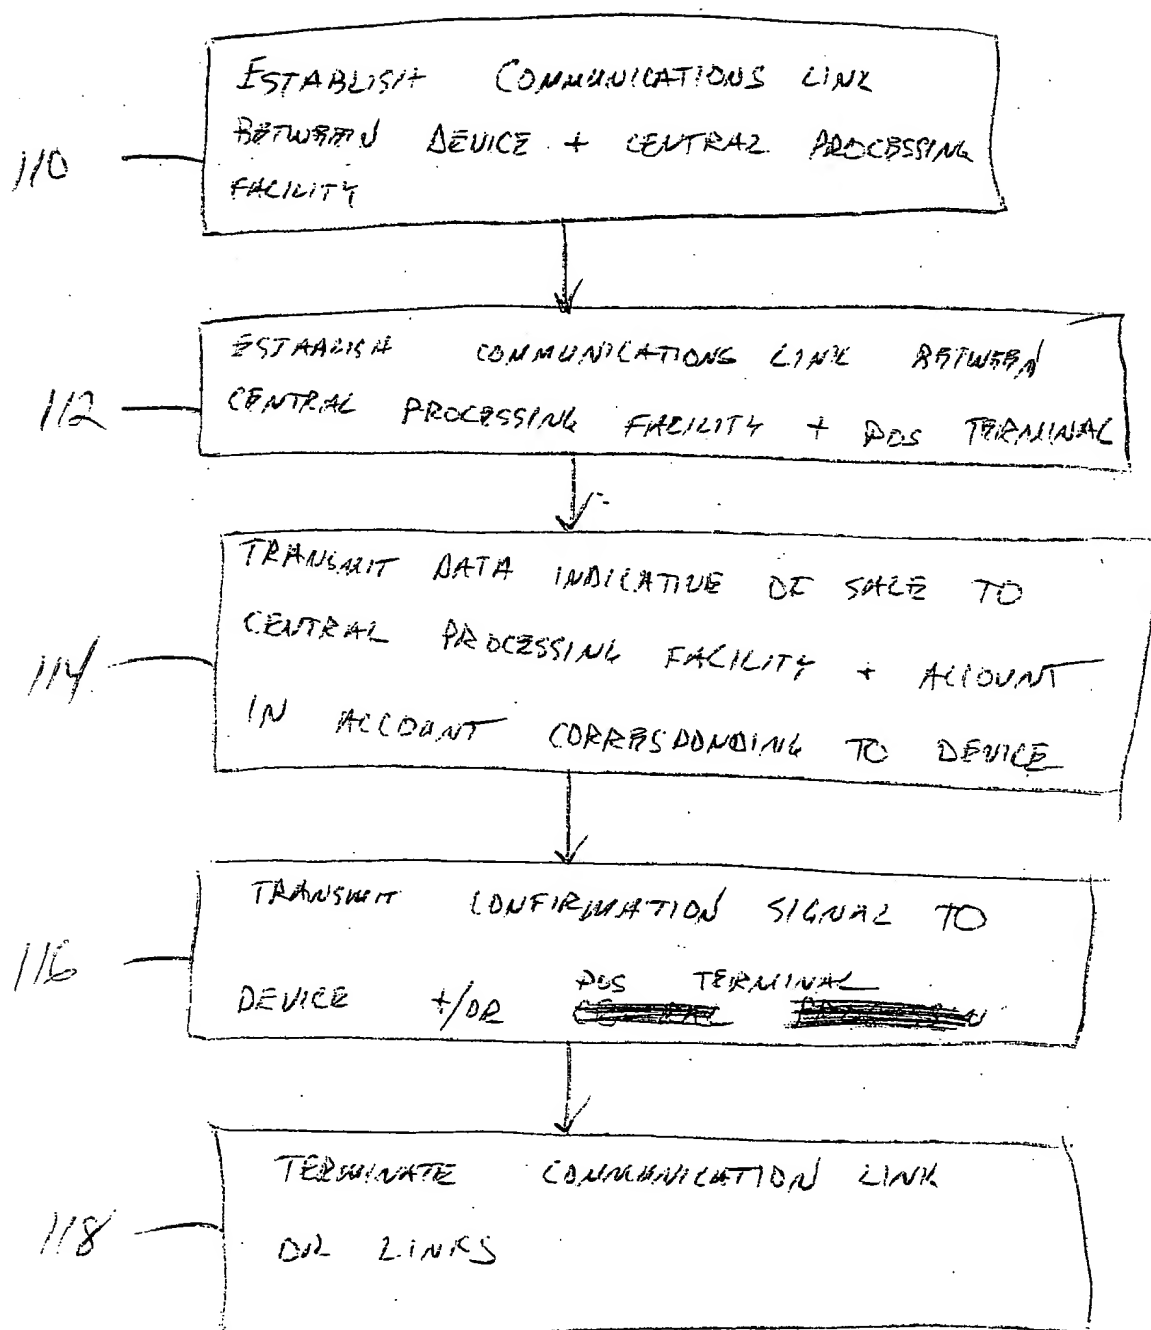 110
ESTABLISH COMMUNICATIONS LINK
BETWEEN DEVICE + CENTRAL PROCESSING
FACILITY
112
ESTABLISH COMMUNICATIONS LINK BETWEEN
CENTRAL PROCESSING FACILITY + POS TERMINAL
114
TRANSMIT DATA INDICATIVE OF SALE TO
CENTRAL PROCESSING FACILITY + ACCOUNT
IN ACCOUNT CORRESPONDING TO DEVICE
116
TRANSMIT CONFIRMATION SIGNAL TO
DEVICE +/OR POS TERMINAL
118
TERMINATE COMMUNICATION LINK
OR LINKS